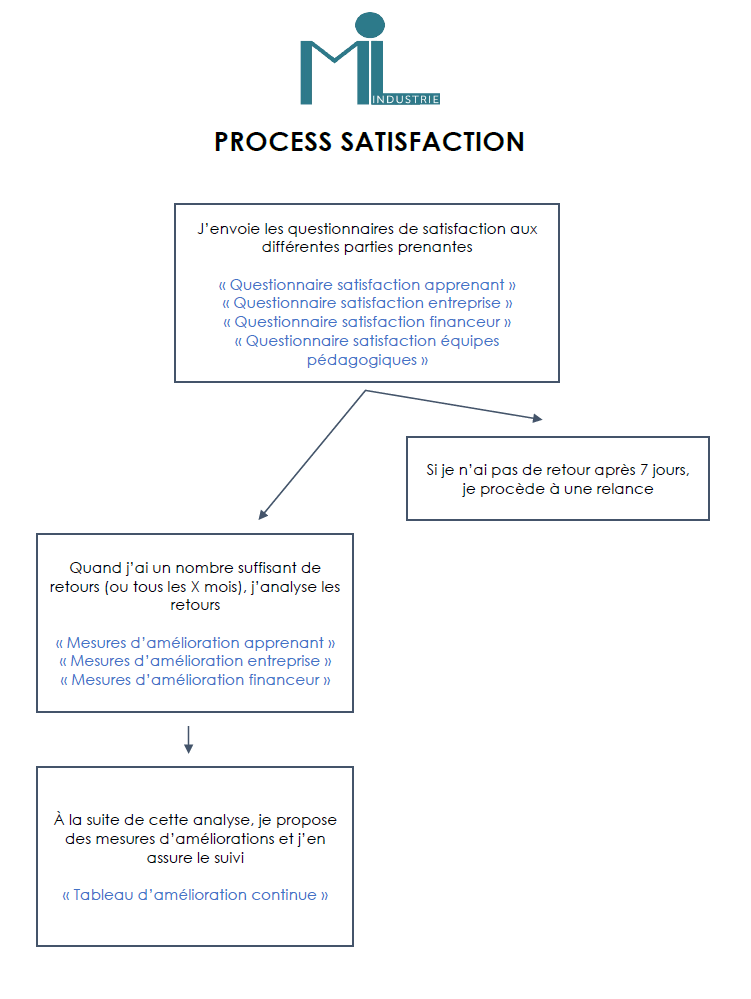 MIL
INDUSTRIE
PROCESS SATISFACTION
J’envoie les questionnaires de satisfaction aux
différentes parties prenantes
« Questionnaire satisfaction apprenant »
« Questionnaire satisfaction entreprise »
« Questionnaire satisfaction financeur »
« Questionnaire satisfaction équipes
pédagogiques »
Si je n’ai pas de retour après 7 jours,
je procède à une relance
Quand j’ai un nombre suffisant de
retours (ou tous les X mois), j’analyse les
retours
« Mesures d’amélioration apprenant »
« Mesures d’amélioration entreprise »
« Mesures d’amélioration financeur »
À la suite de cette analyse, je propose
des mesures d’améliorations et j’en
assure le suivi
« Tableau d’amélioration continue »